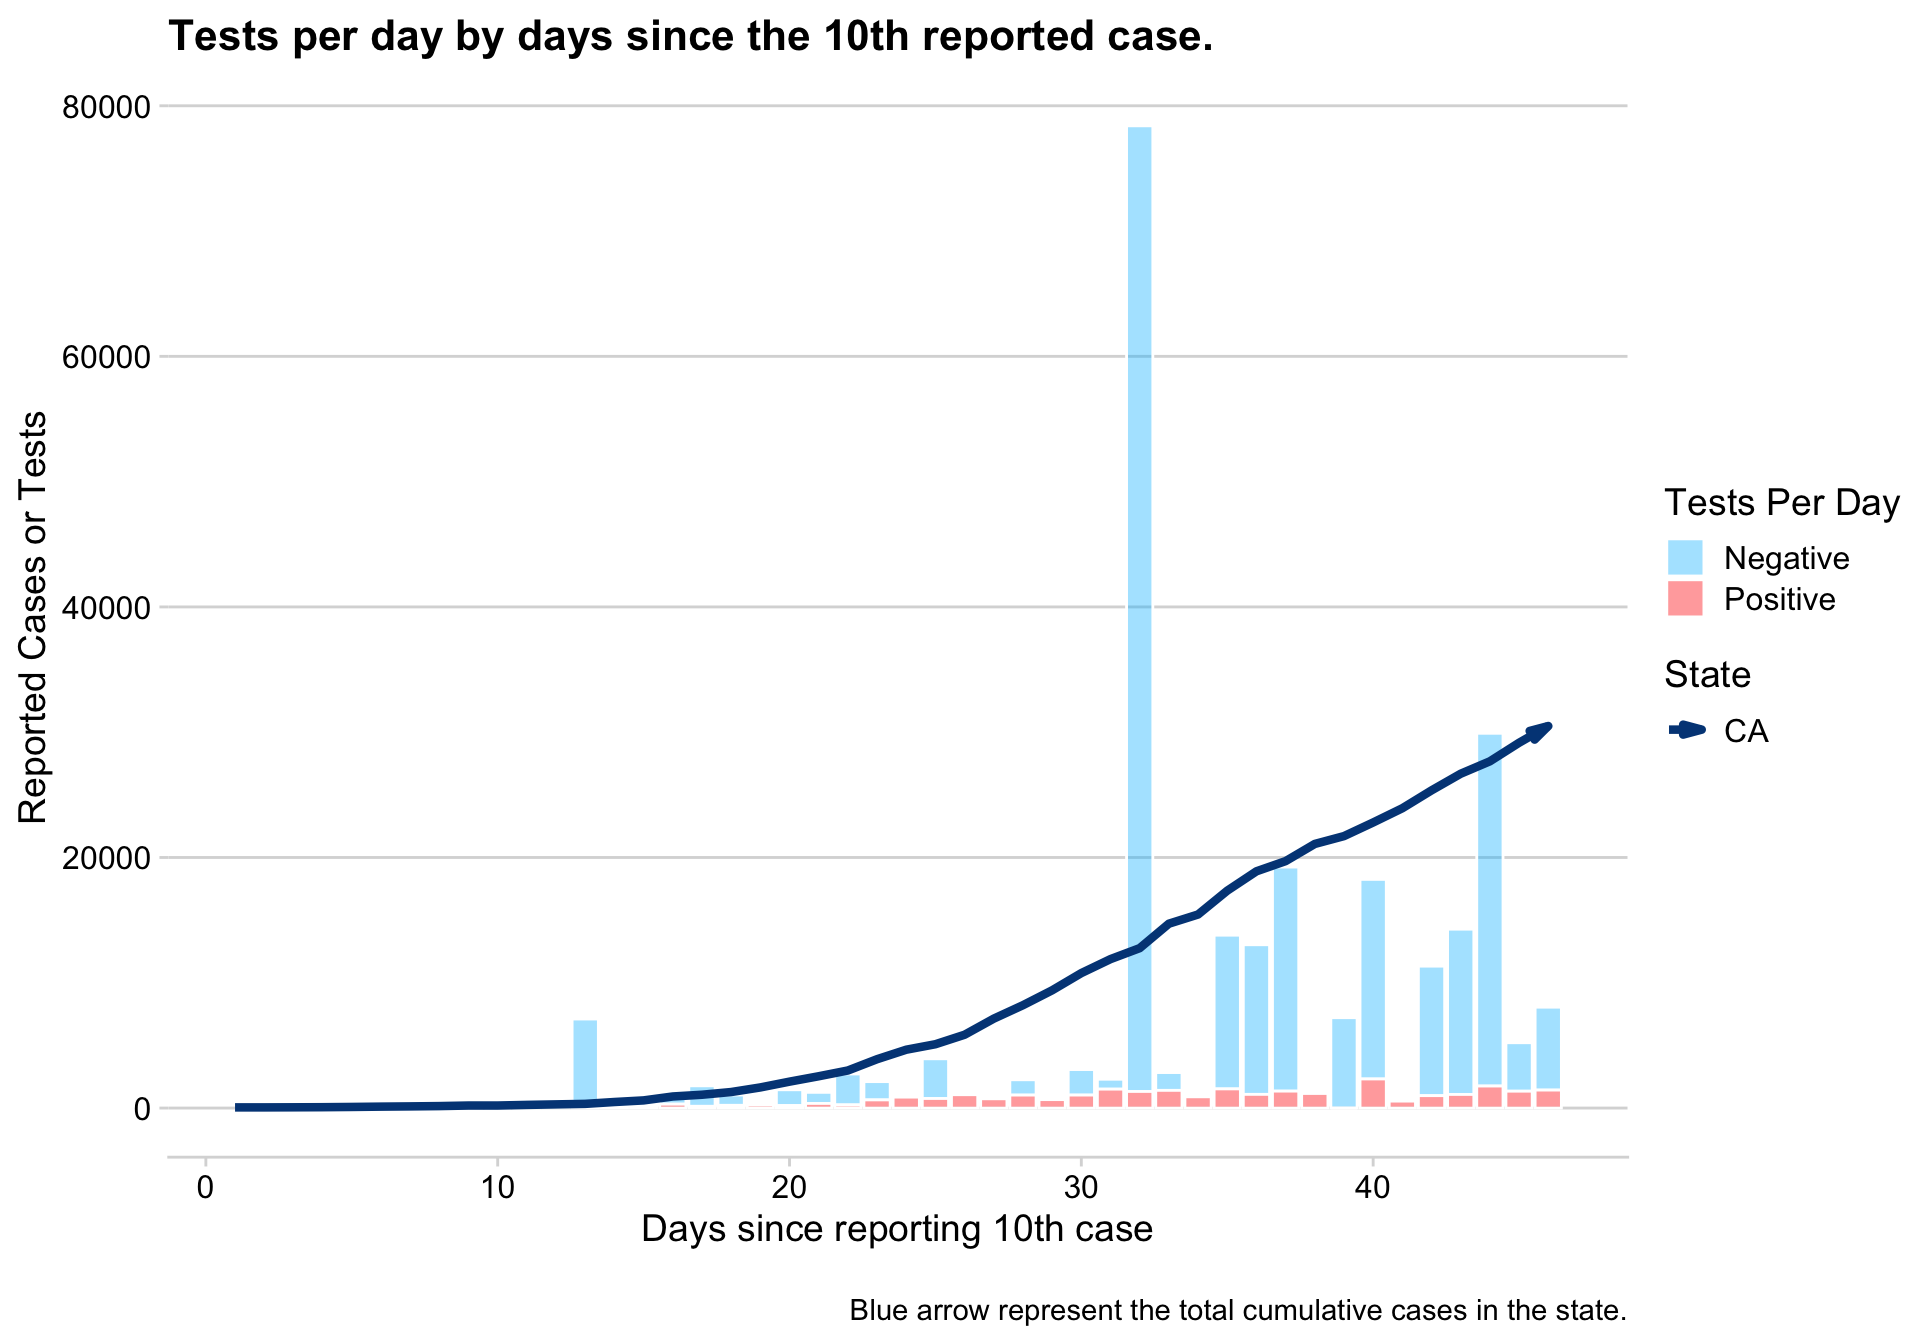 Tests per day by days since the 10th reported case.
80000
60000
40000
20000
0
Reported Cases or Tests
0 10 20 30 40
Days since reporting 10th case
Tests Per Day
Negative
Positive
State
CA
Blue arrow represent the total cumulative cases in the state.